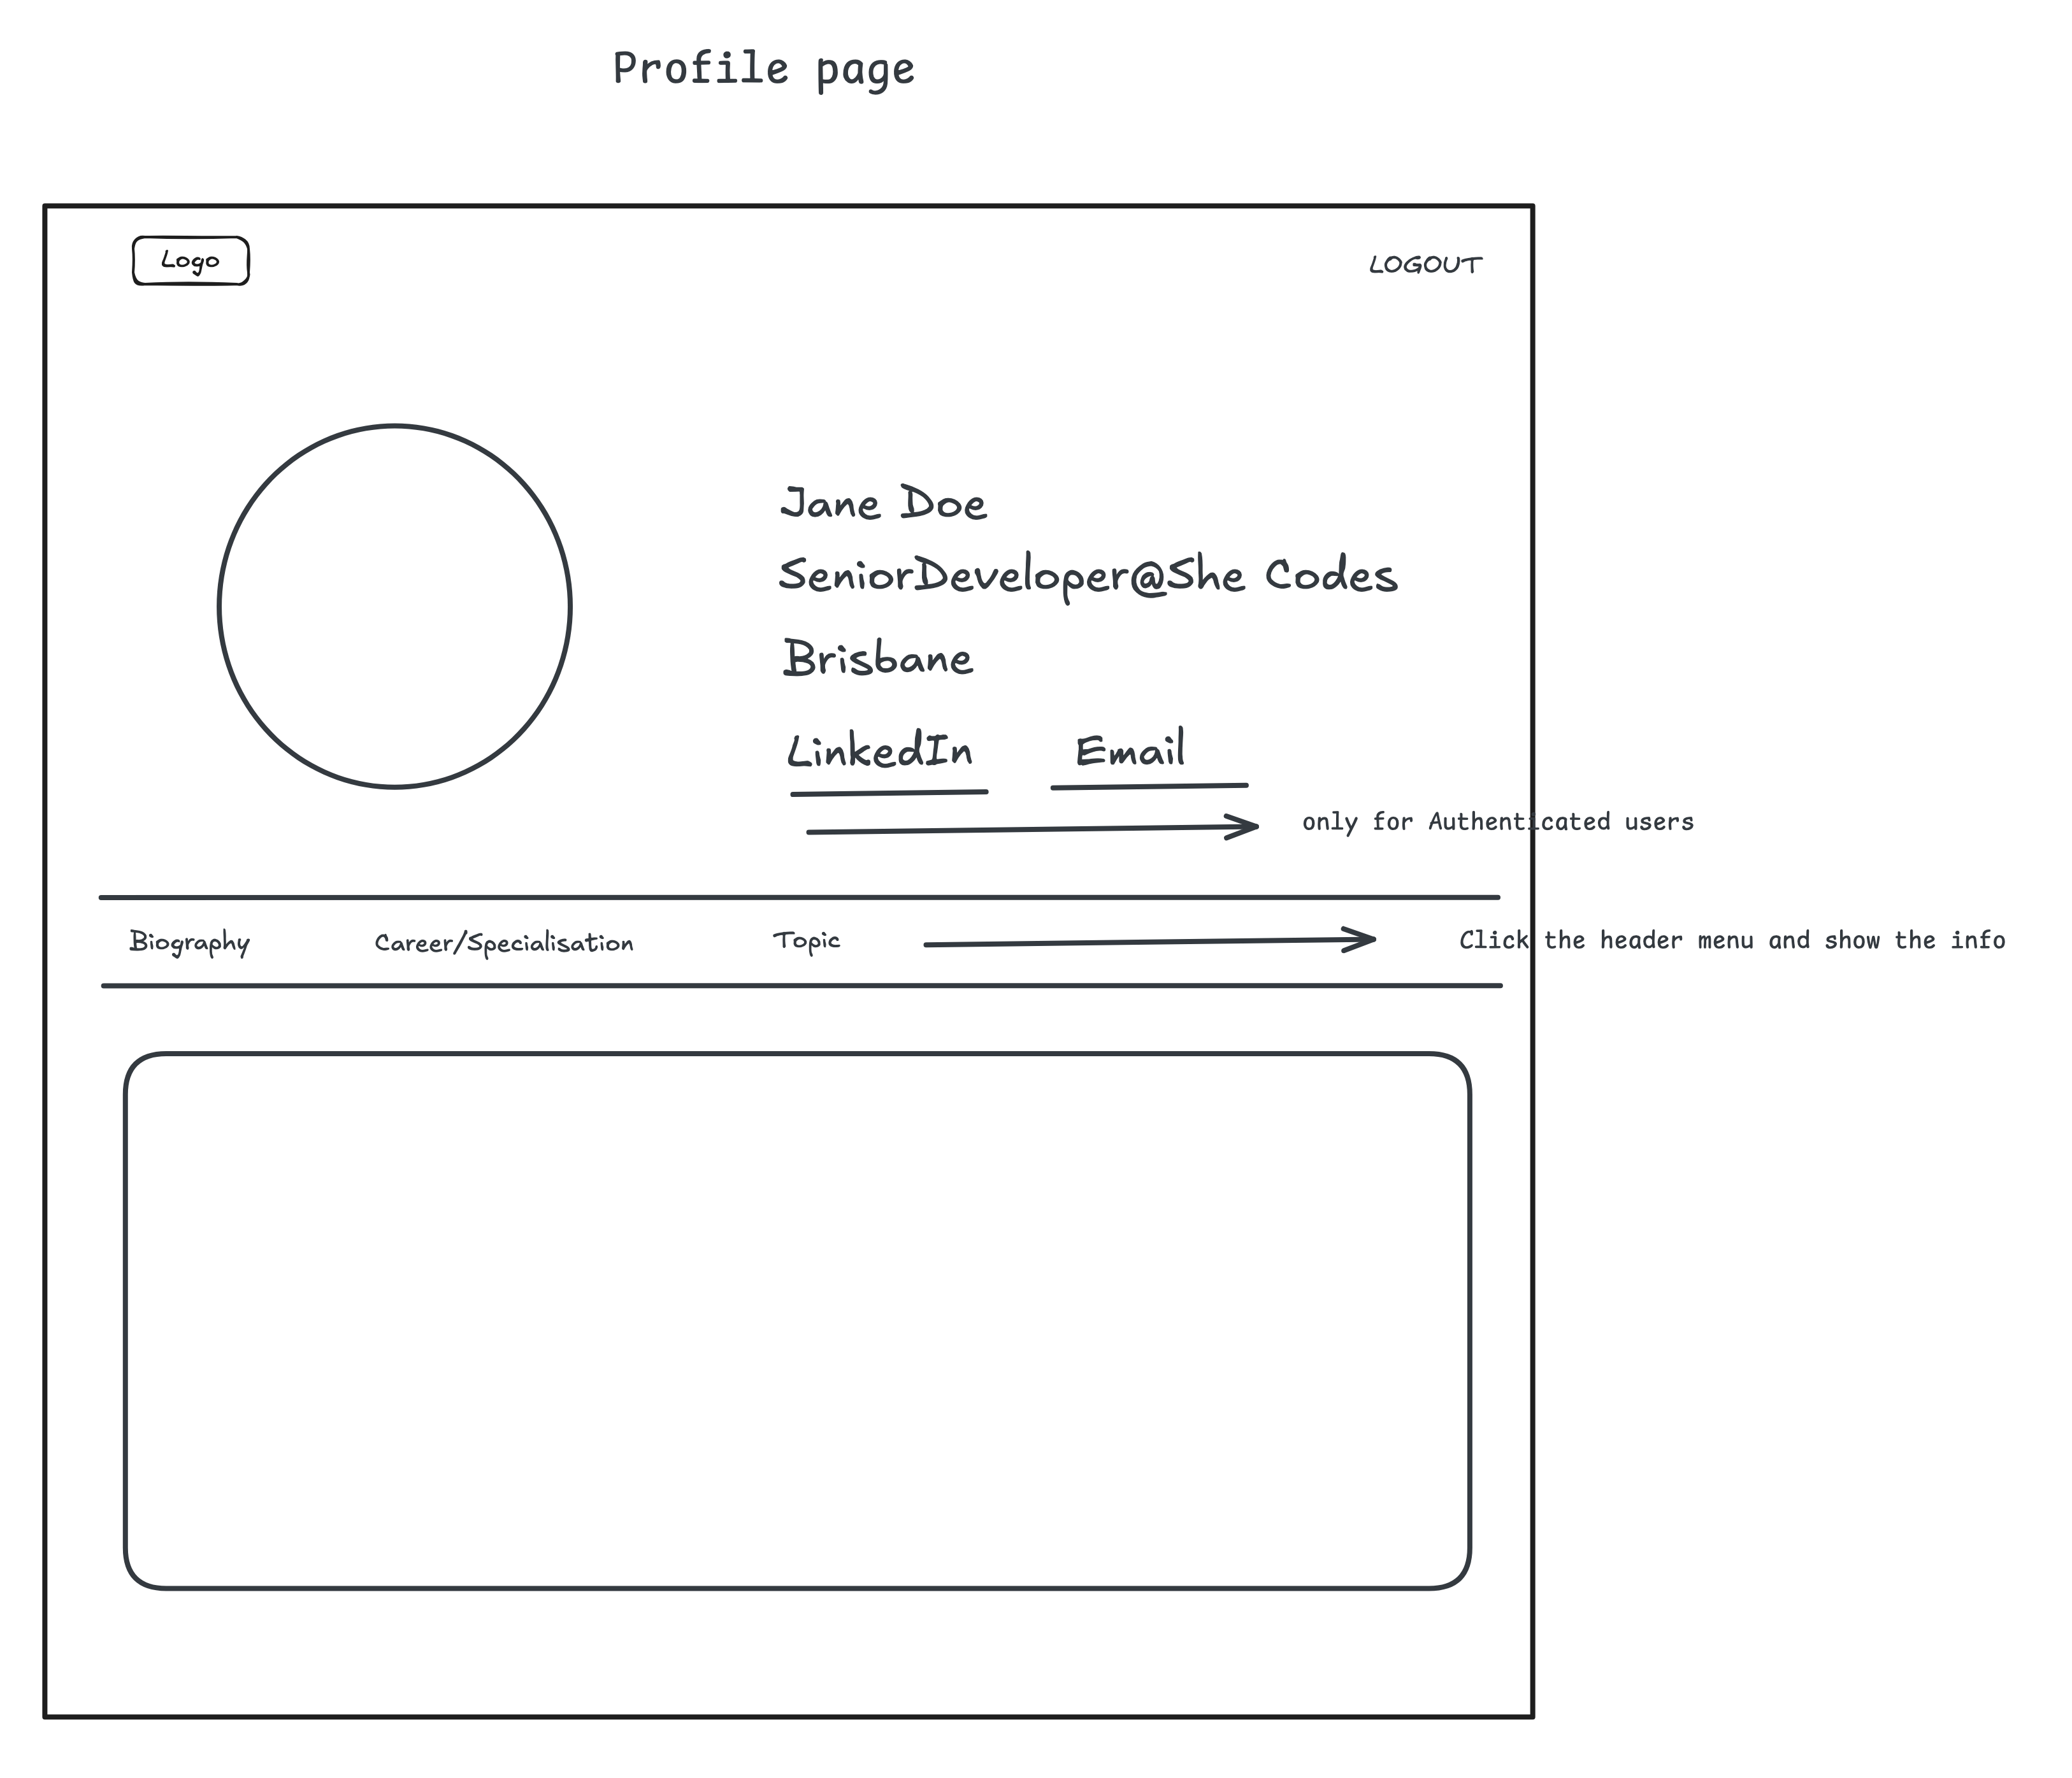 Profile page
Logo
LOGOUT
Jane Doe
SeniorDeveloper@She Codes
Brisbane
LinkedIn Email
only for Authenticated users
Biography Career/Specialisation Topic Click the header menu and show the info